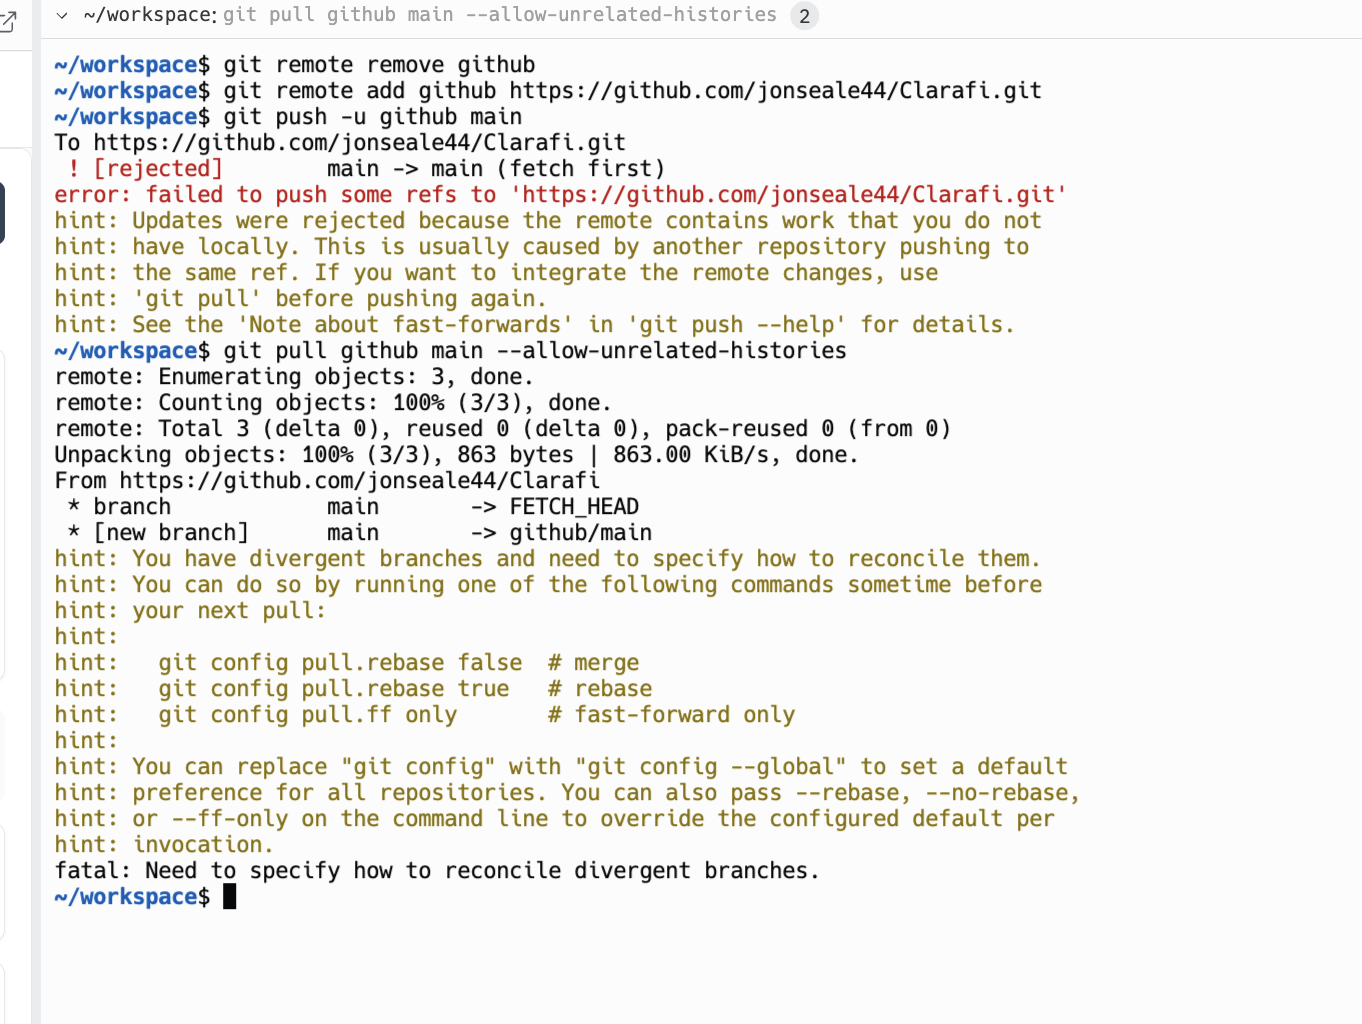 ~/workspace: git pull github main --allow-unrelated-histories 2
~/workspace$ git remote remove github
~/workspace$ git remote add github https://github.com/jonseale44/Clarafi.git
~/workspace$ git push -u github main
To https://github.com/jonseale44/Clarafi.git
 ! [rejected]        main -> main (fetch first)
error: failed to push some refs to 'https://github.com/jonseale44/Clarafi.git'
hint: Updates were rejected because the remote contains work that you do not
hint: have locally. This is usually caused by another repository pushing to
hint: the same ref. If you want to integrate the remote changes, use
hint: 'git pull' before pushing again.
hint: See the 'Note about fast-forwards' in 'git push --help' for details.
~/workspace$ git pull github main --allow-unrelated-histories
remote: Enumerating objects: 3, done.
remote: Counting objects: 100% (3/3), done.
remote: Total 3 (delta 0), reused 0 (delta 0), pack-reused 0 (from 0)
Unpacking objects: 100% (3/3), 863 bytes | 863.00 KiB/s, done.
From https://github.com/jonseale44/Clarafi
 * branch            main       -> FETCH_HEAD
 * [new branch]      main       -> github/main
hint: You have divergent branches and need to specify how to reconcile them.
hint: You can do so by running one of the following commands sometime before
hint: your next pull:
hint:
hint:   git config pull.rebase false  # merge
hint:   git config pull.rebase true   # rebase
hint:   git config pull.ff only       # fast-forward only
hint:
hint: You can replace "git config" with "git config --global" to set a default
hint: preference for all repositories. You can also pass --rebase, --no-rebase,
hint: or --ff-only on the command line to override the configured default per
hint: invocation.
fatal: Need to specify how to reconcile divergent branches.
~/workspace$